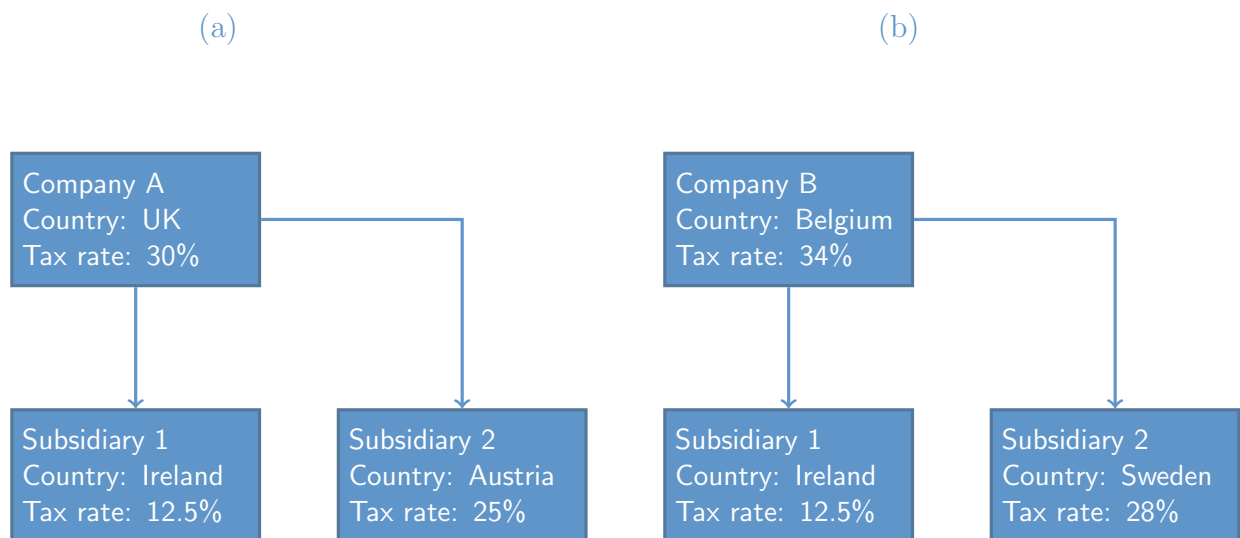 (a)
(b)
Company A
Country: UK
Tax rate: 30%
Company B
Country: Belgium
Tax rate: 34%
Subsidiary 1
Country: Ireland
Tax rate: 12.5%
Subsidiary 2
Country: Austria
Tax rate: 25%
Subsidiary 1
Country: Ireland
Tax rate: 12.5%
Subsidiary 2
Country: Sweden
Tax rate: 28%